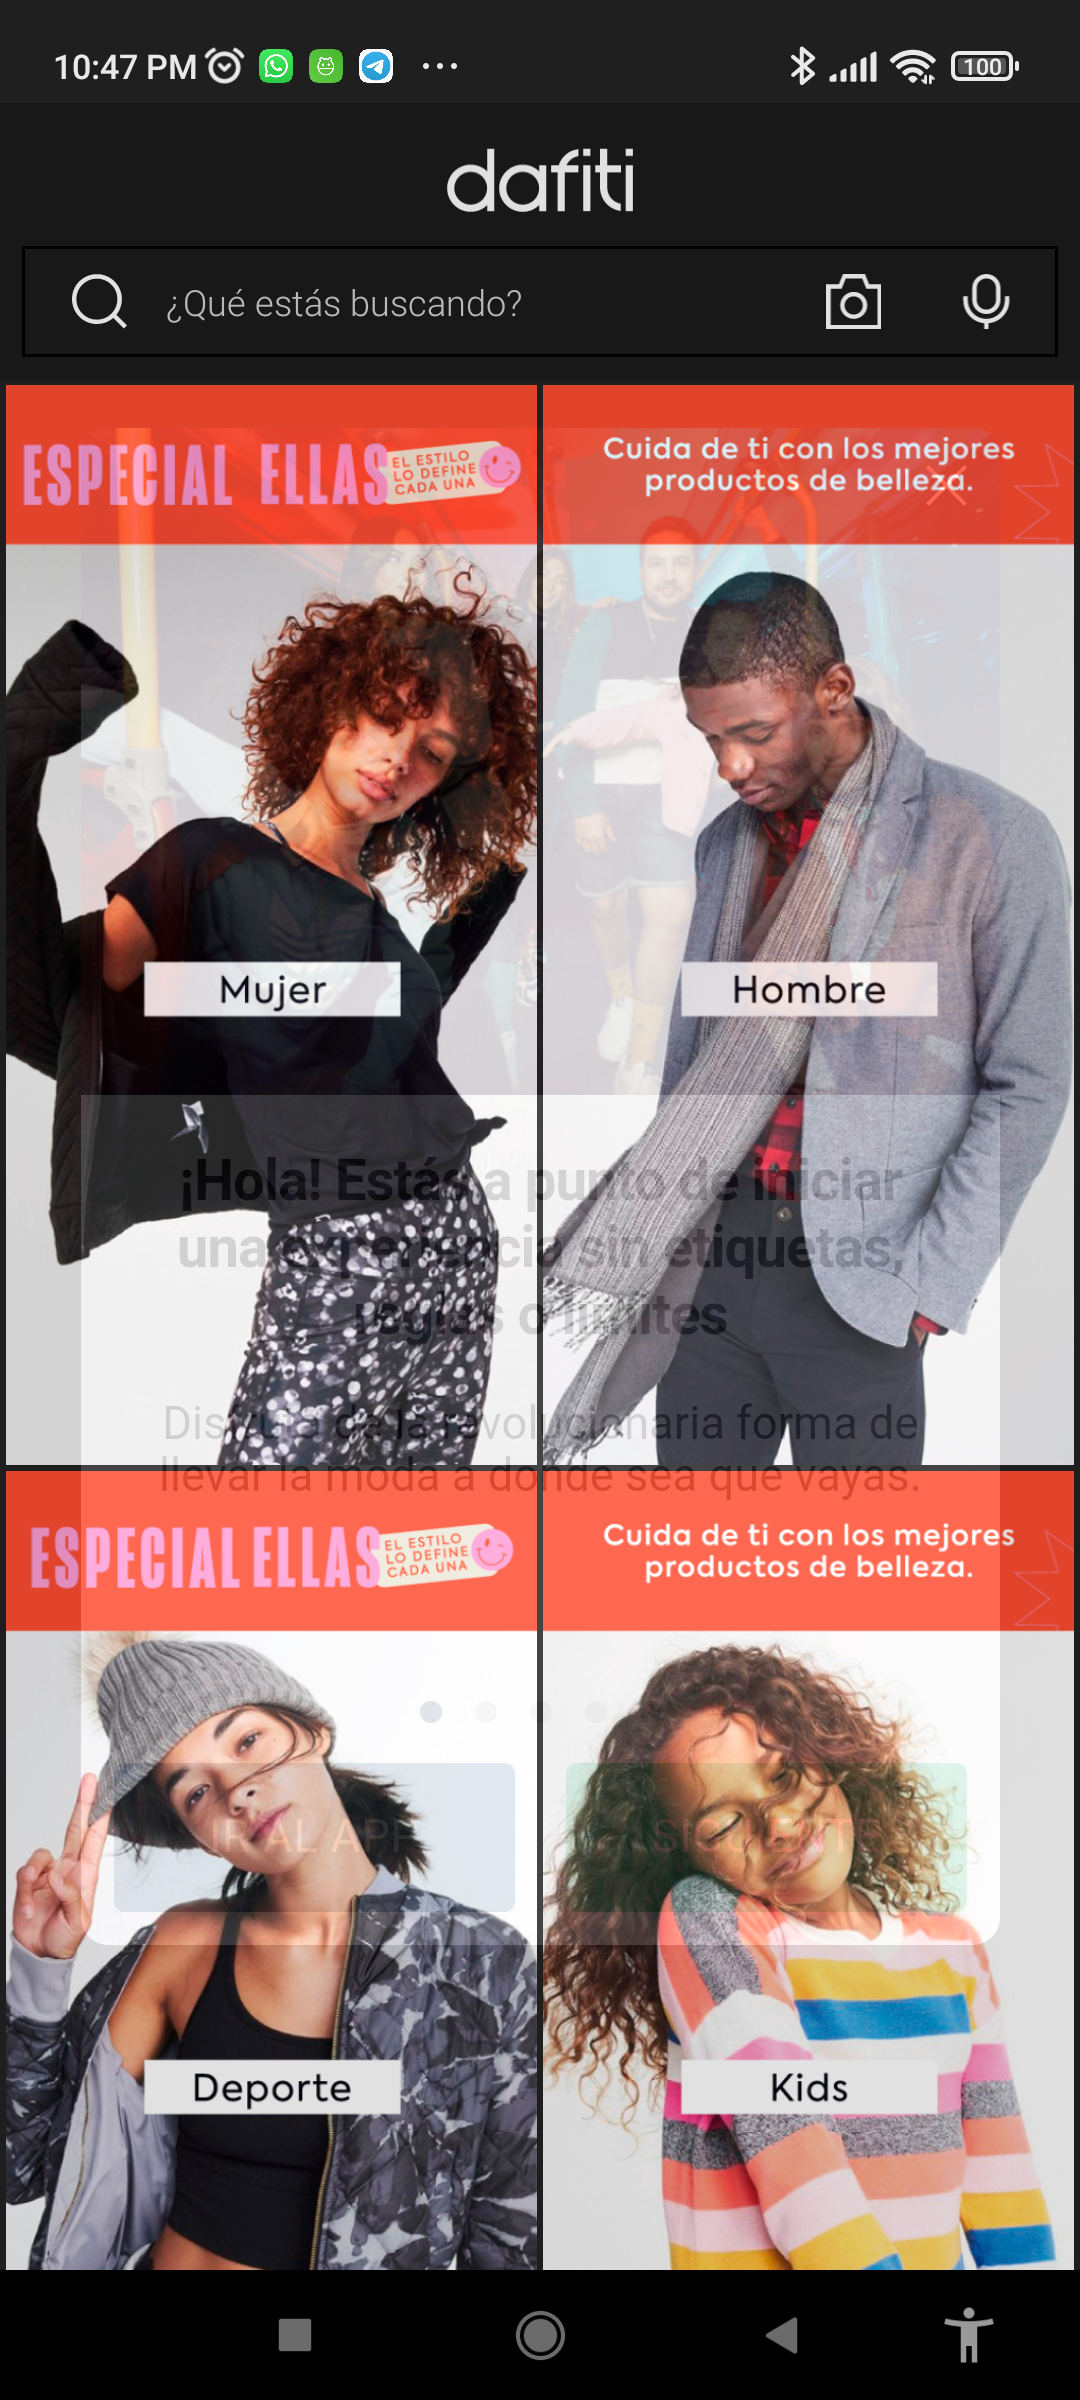 10:47 PM
100
dafiti
¿Qué estás buscando?
ESPECIAL ELLAS
EL ESTILO
LO DEFINE
CADA UNA
Cuida de ti con los mejores
productos de belleza.
Mujer
Hombre
¡Hola! Estás a punto de iniciar
una experiencia sin etiquetas,
reglas o limites
Disfruta de la revolucionaria forma de
llevar la moda a donde sea que vayas.
ESPECIAL ELLAS
EL ESTILO
LO DEFINE
CADA UNA
Cuida de ti con los mejores
productos de belleza.
IR AL APP
SIGUIENTE
Deporte
Kids